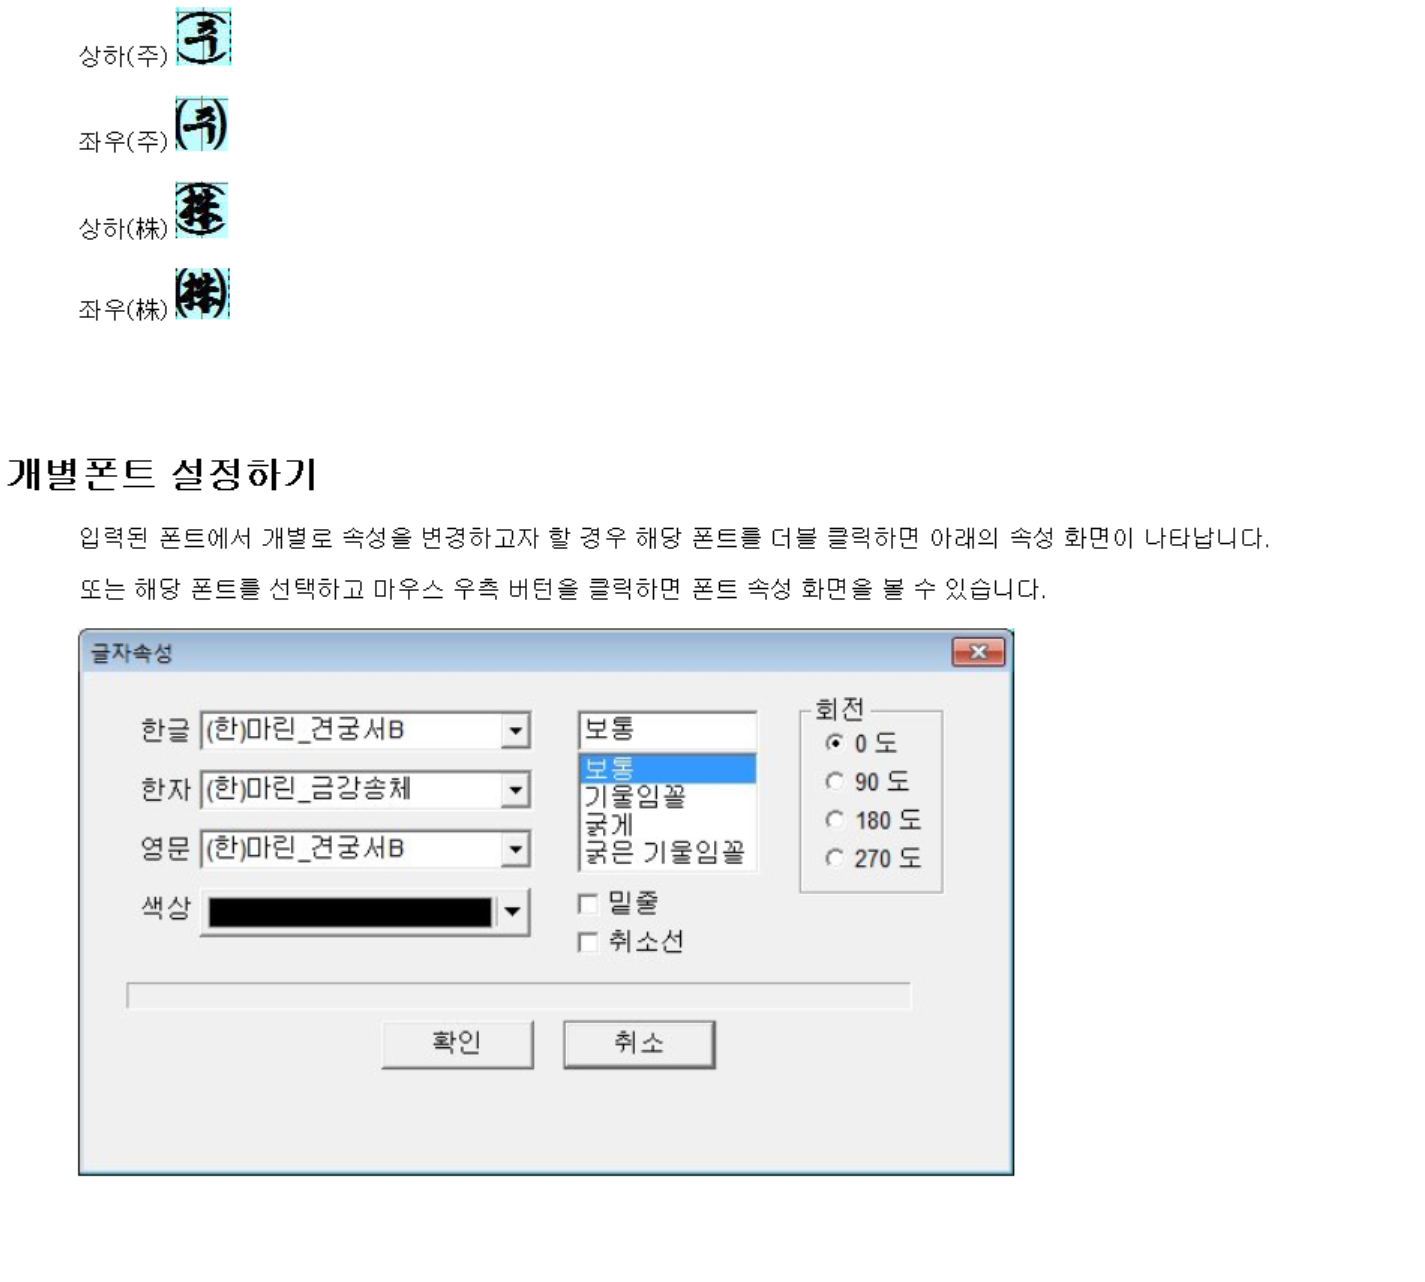 상하(주) 주
좌우(주) (주)
상하(株) 株
좌우(株) (株)
개별폰트 설정하기
입력된 폰트에서 개별로 속성을 변경하고자 할 경우 해당 폰트를 더블 클릭하면 아래의 속성 화면이 나타납니다.
또는 해당 폰트를 선택하고 마우스 우측 버턴을 클릭하면 폰트 속성 화면을 볼 수 있습니다.
글자속성
한글 (한)마린_견궁서B
한자 (한)마린_금강송체
영문 (한)마린_견궁서B
색상
보통
보통
기울임꼴
굵게
굵은 기울임꼴
밑줄
취소선
회전
0 도
90 도
180 도
270 도
확인
취소